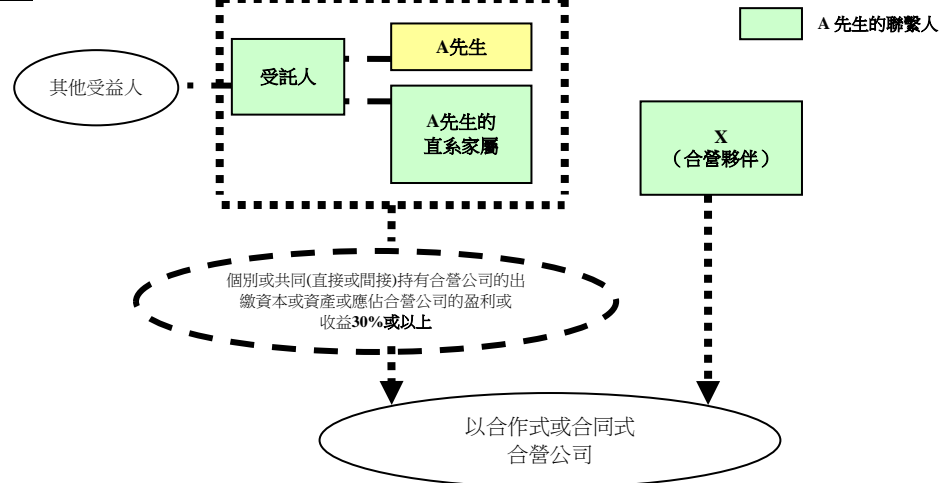 A 先生的聯繫人
A先生
受託人
其他受益人
A先生的
直系家屬
X
（合營夥伴）
個別或共同(直接或間接)持有合營公司的出
繳資本或資產或應佔合營公司的盈利或
收益30%或以上
以合作式或合同式
合營公司